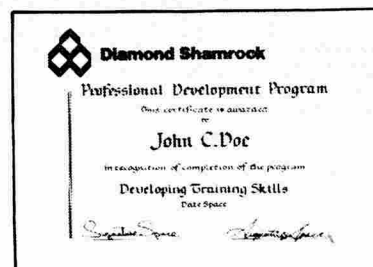 Diamond Shamrock
Professional Development Program
This certificate is awarded
to
John C. Doe
in recognition of completion of the program
Developing Training Skills
Date Space
Signature Space
Signature Space